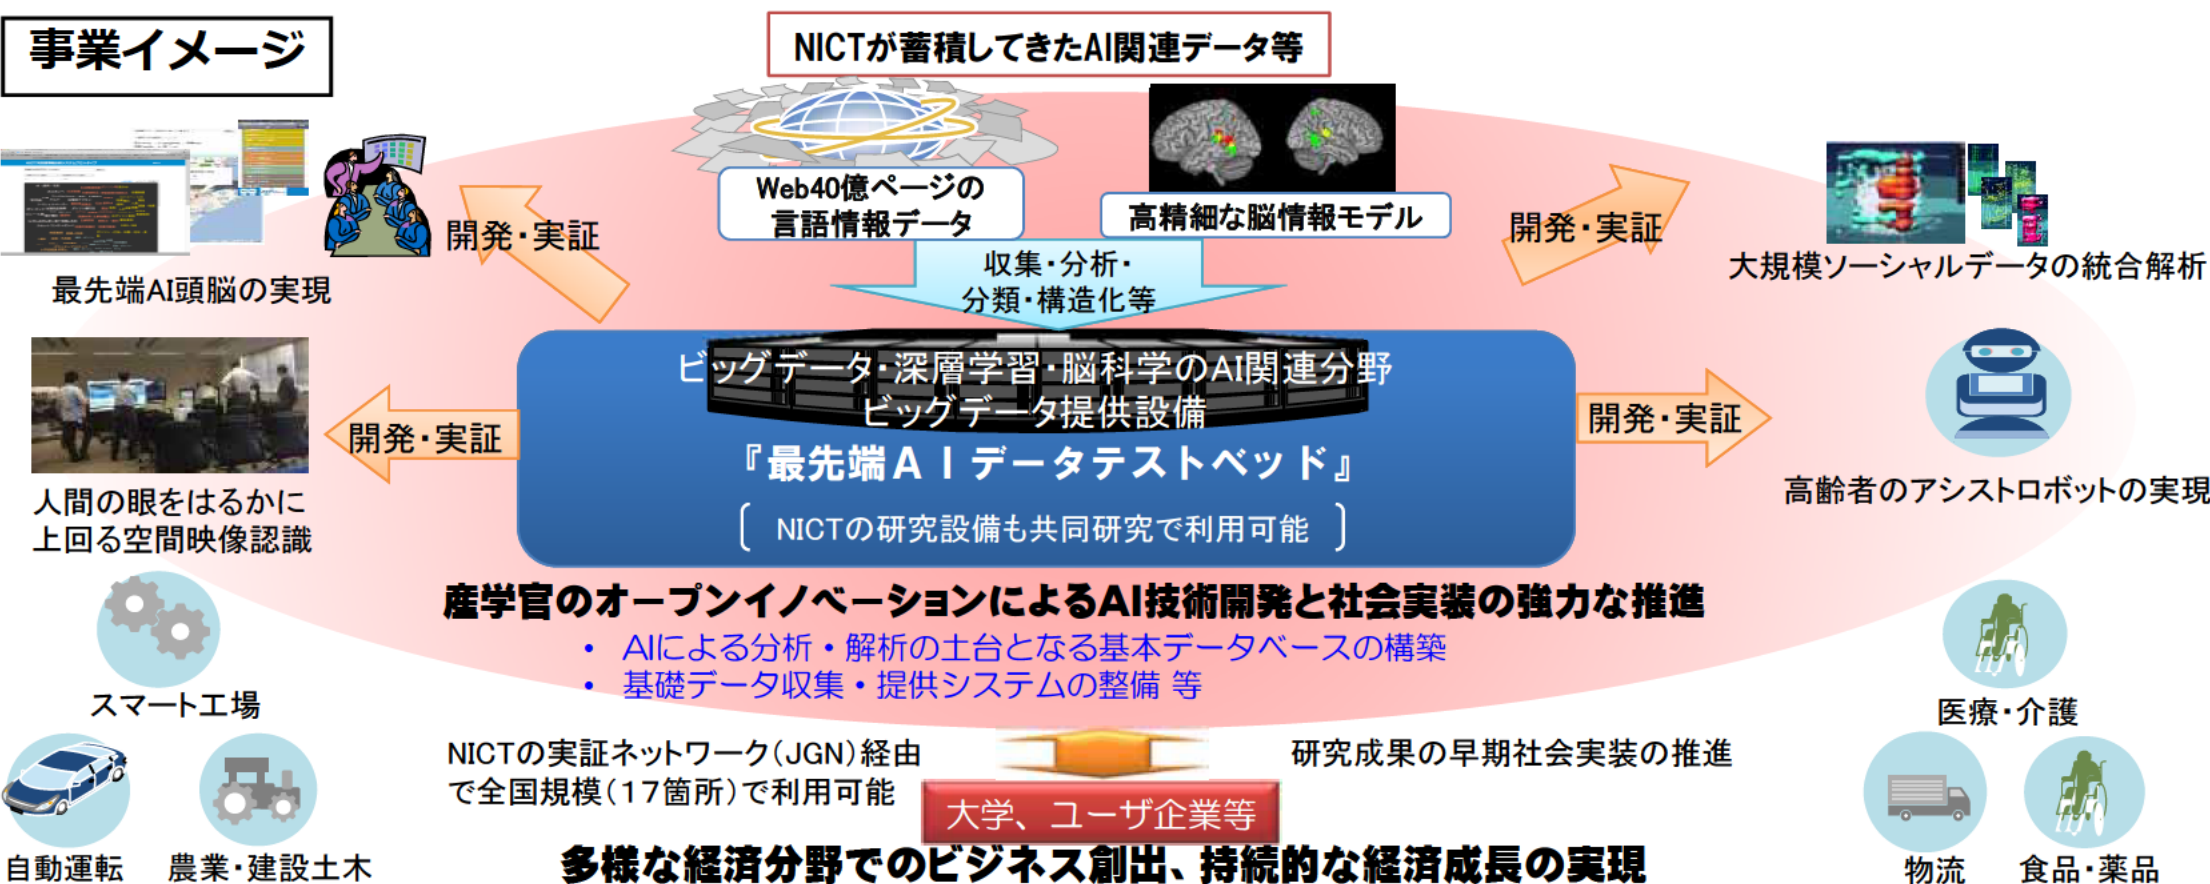 事業イメージ
NICTが蓄積してきたAI関連データ等
Web40億ページの
言語情報データ
高精細な脳情報モデル
開発・実証
開発・実証
収集・分析・
分類・構造化等
最先端AI頭脳の実現
大規模ソーシャルデータの統合解析
ビッグデータ・深層学習・脳科学のAI関連分野
ビッグデータ提供設備
『最先端ＡＩデータテストベッド』
〔 NICTの研究設備も共同研究で利用可能 〕
開発・実証
開発・実証
人間の眼をはるかに
上回る空間映像認識
高齢者のアシストロボットの実現
産学官のオープンイノベーションによるAI技術開発と社会実装の強力な推進
• AIによる分析・解析の土台となる基本データベースの構築
• 基礎データ収集・提供システムの整備 等
スマート工場
医療・介護
NICTの実証ネットワーク（JGN）経由
で全国規模（１７箇所）で利用可能
研究成果の早期社会実装の推進
大学、ユーザ企業等
自動運転
農業・建設土木
物流
食品・薬品
多様な経済分野でのビジネス創出、持続的な経済成長の実現